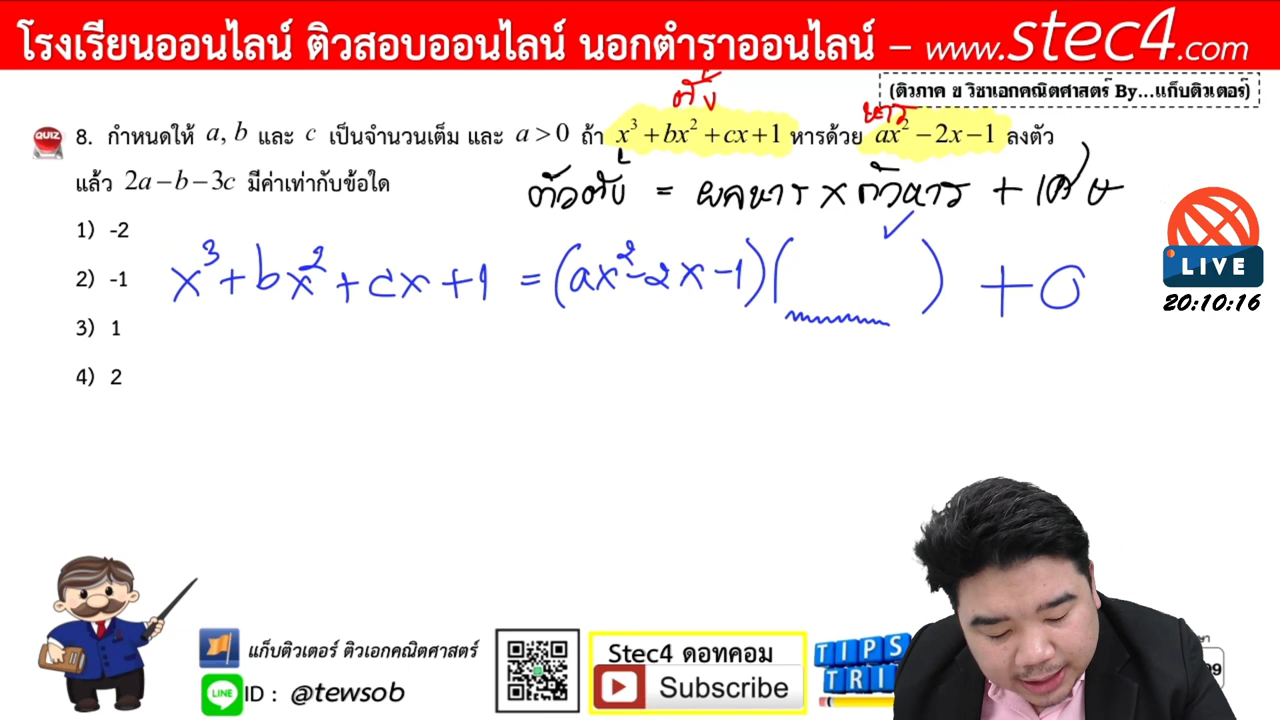 โรงเรียนออนไลน์ ติวสอบออนไลน์ นอกตำราออนไลน์ – www.stec4.com
(ติวภาค ข วิชาเอกคณิตศาสตร์ By...แก็บติวเตอร์)
ตั้ง
หาร
QUIZ
8. กำหนดให้ a, b และ c เป็นจำนวนเต็ม และ a > 0 ถ้า x³ + bx² + cx + 1 หารด้วย ax² − 2x − 1 ลงตัว
แล้ว 2a − b − 3c มีค่าเท่ากับข้อใด
ตัวตั้ง = ผลหาร × ตัวหาร + เศษ
1) -2
x³ + bx² + cx + 1 = (ax² − 2x − 1)( ) + 0
2) -1
3) 1
4) 2
LIVE
20:10:16
แก็บติวเตอร์ ติวเอกคณิตศาสตร์
LINE ID : @tewsob
Stec4 ดอทคอม
Subscribe
TIPS
TRI